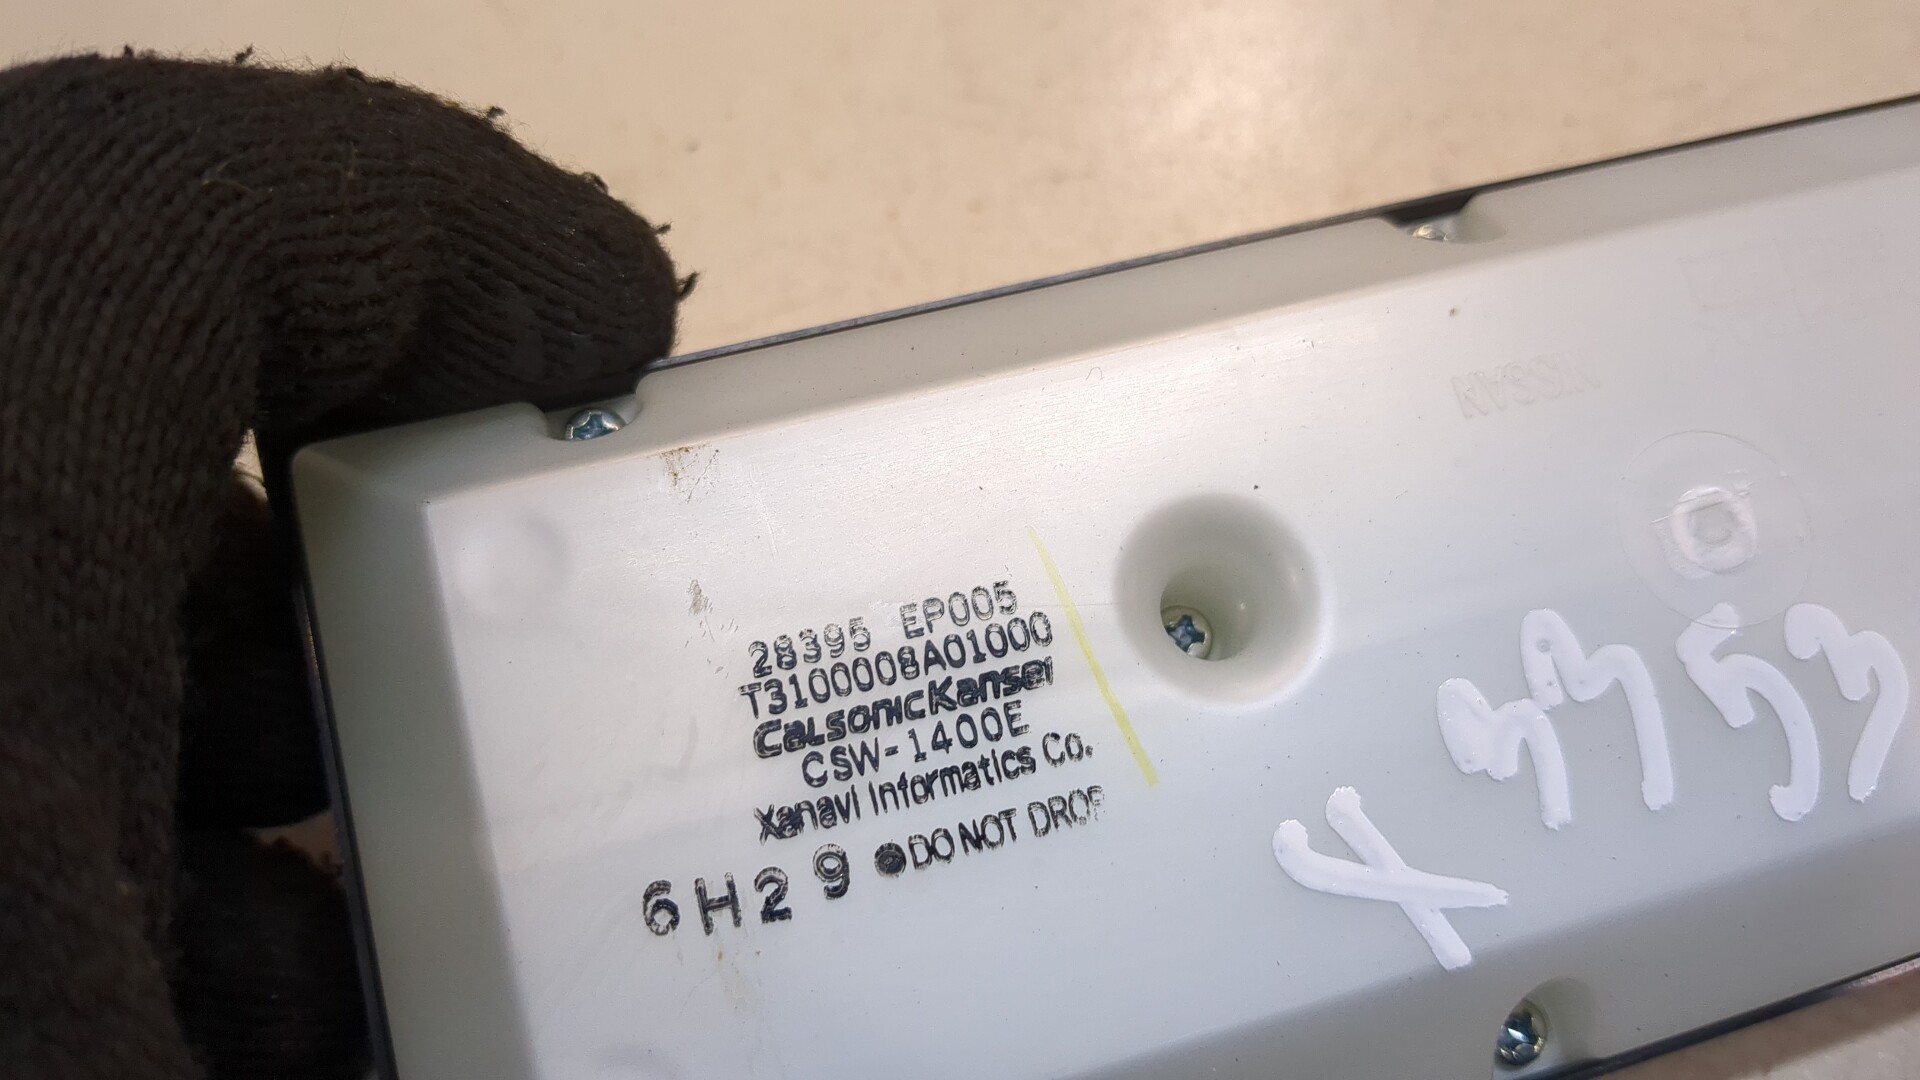 28395 EP005
T3100008A01000
CalsonicKansei
CSW-1400E
Xanavi Informatics Co.
6H29 ●DO NOT DROP
NISSAN